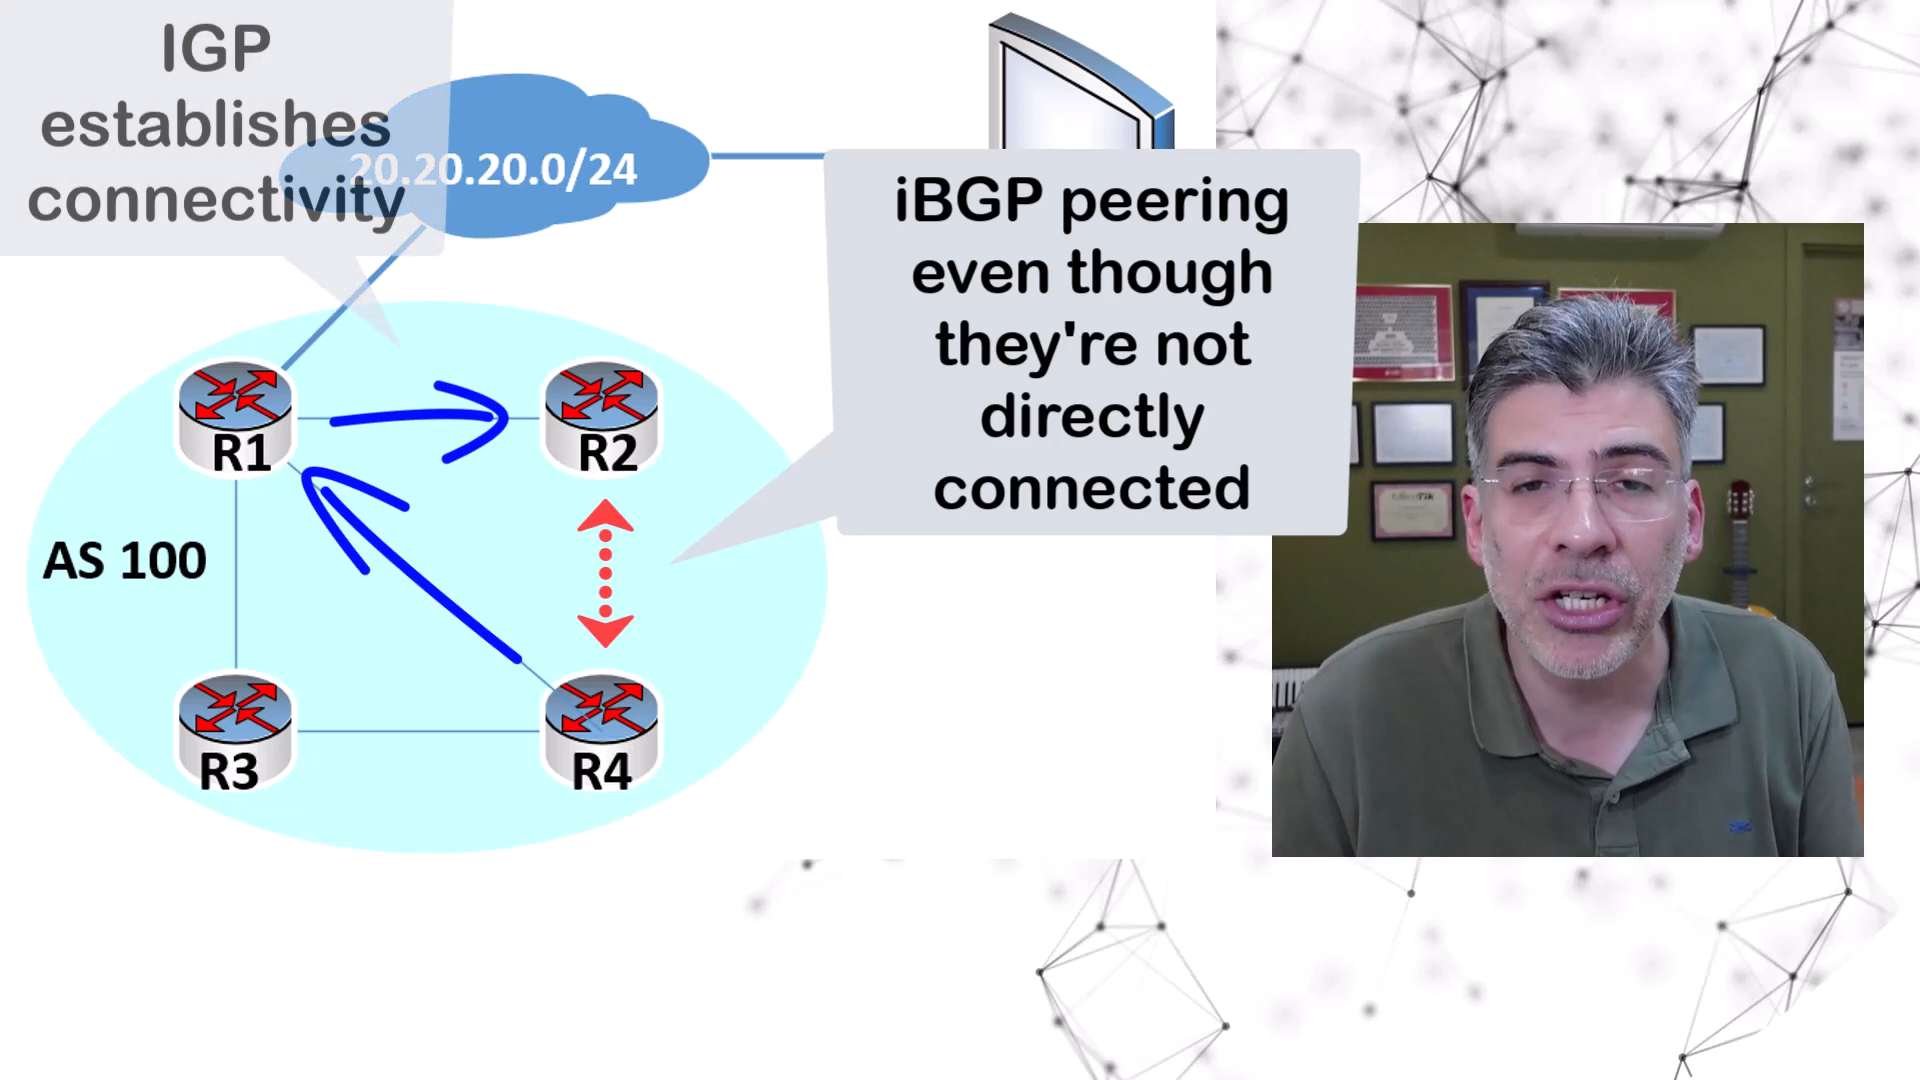 IGP
establishes
connectivity
20.20.20.0/24
iBGP peering
even though
they're not
directly
connected
R1
R2
AS 100
R3
R4